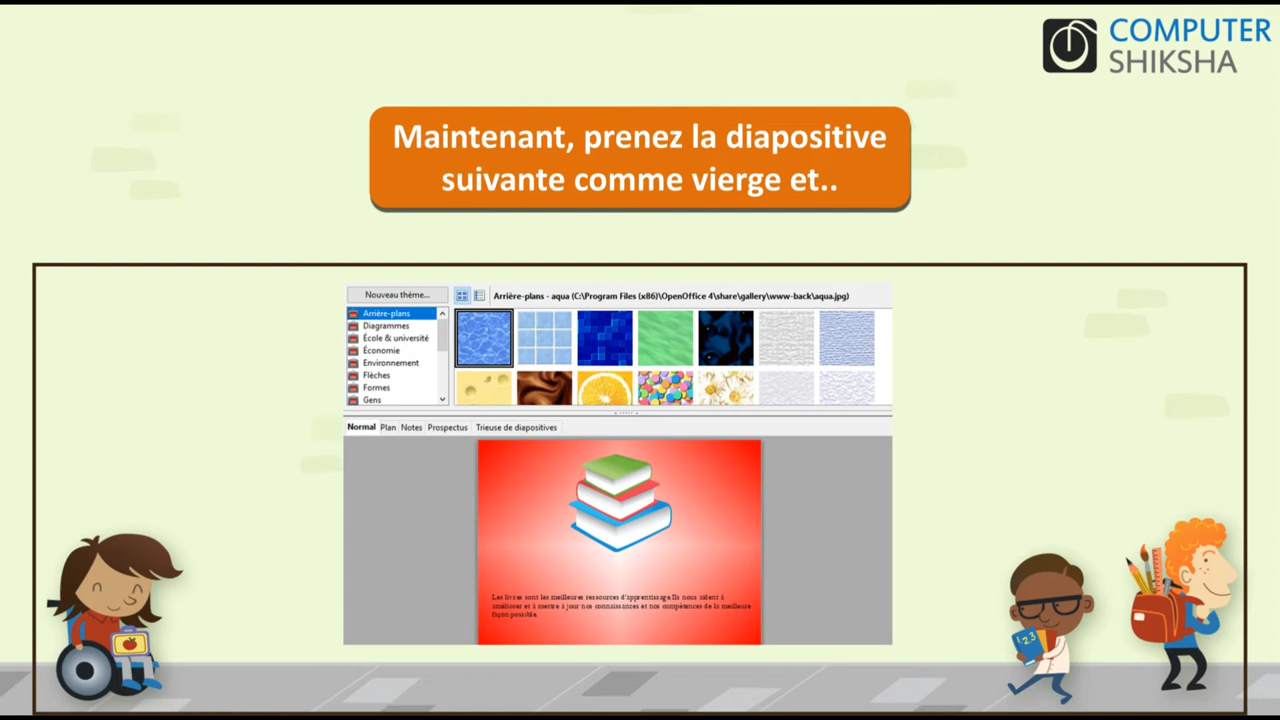 COMPUTER
SHIKSHA
Maintenant, prenez la diapositive
suivante comme vierge et..
Nouveau thème...
Arrière-plans - aqua (C:\Program Files (x86)\OpenOffice 4\share\gallery\www-back\aqua.jpg)
Arrière-plans
Diagrammes
École & université
Économie
Environnement
Flèches
Formes
Gens
Normal Plan Notes Prospectus Trieuse de diapositives
Les livres sont les meilleures ressources d'apprentissage.Ils nous aident à
améliorer et à mettre à jour nos connaissances et nos compétences de la meilleure
façon possible.
1 2 3